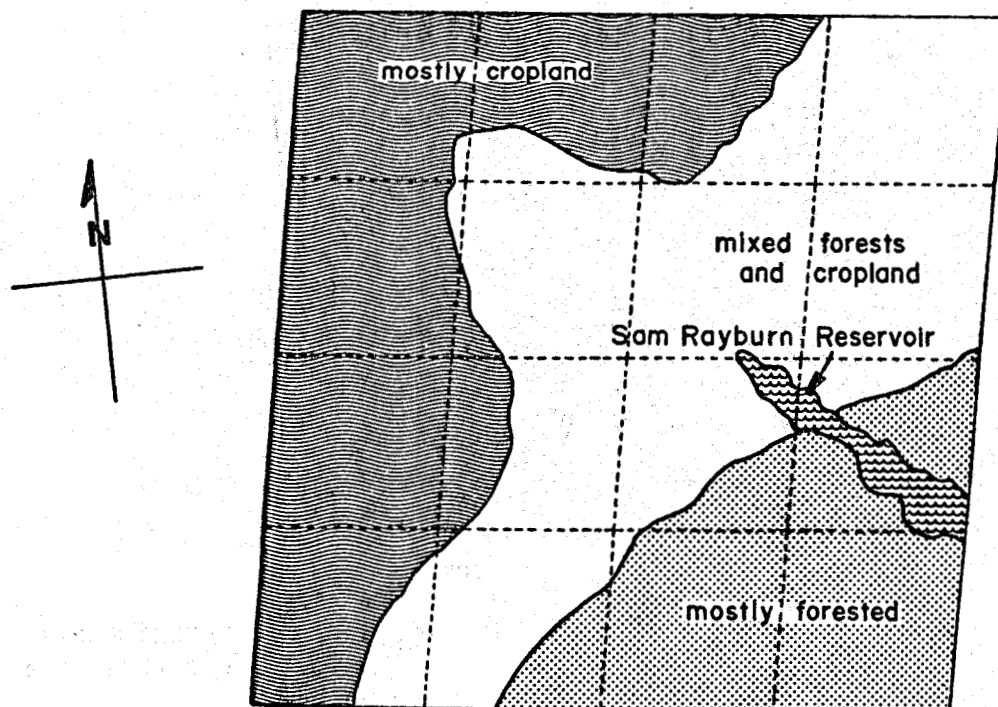 mostly cropland
N
mixed forests
and cropland
Sam Rayburn Reservoir
mostly forested